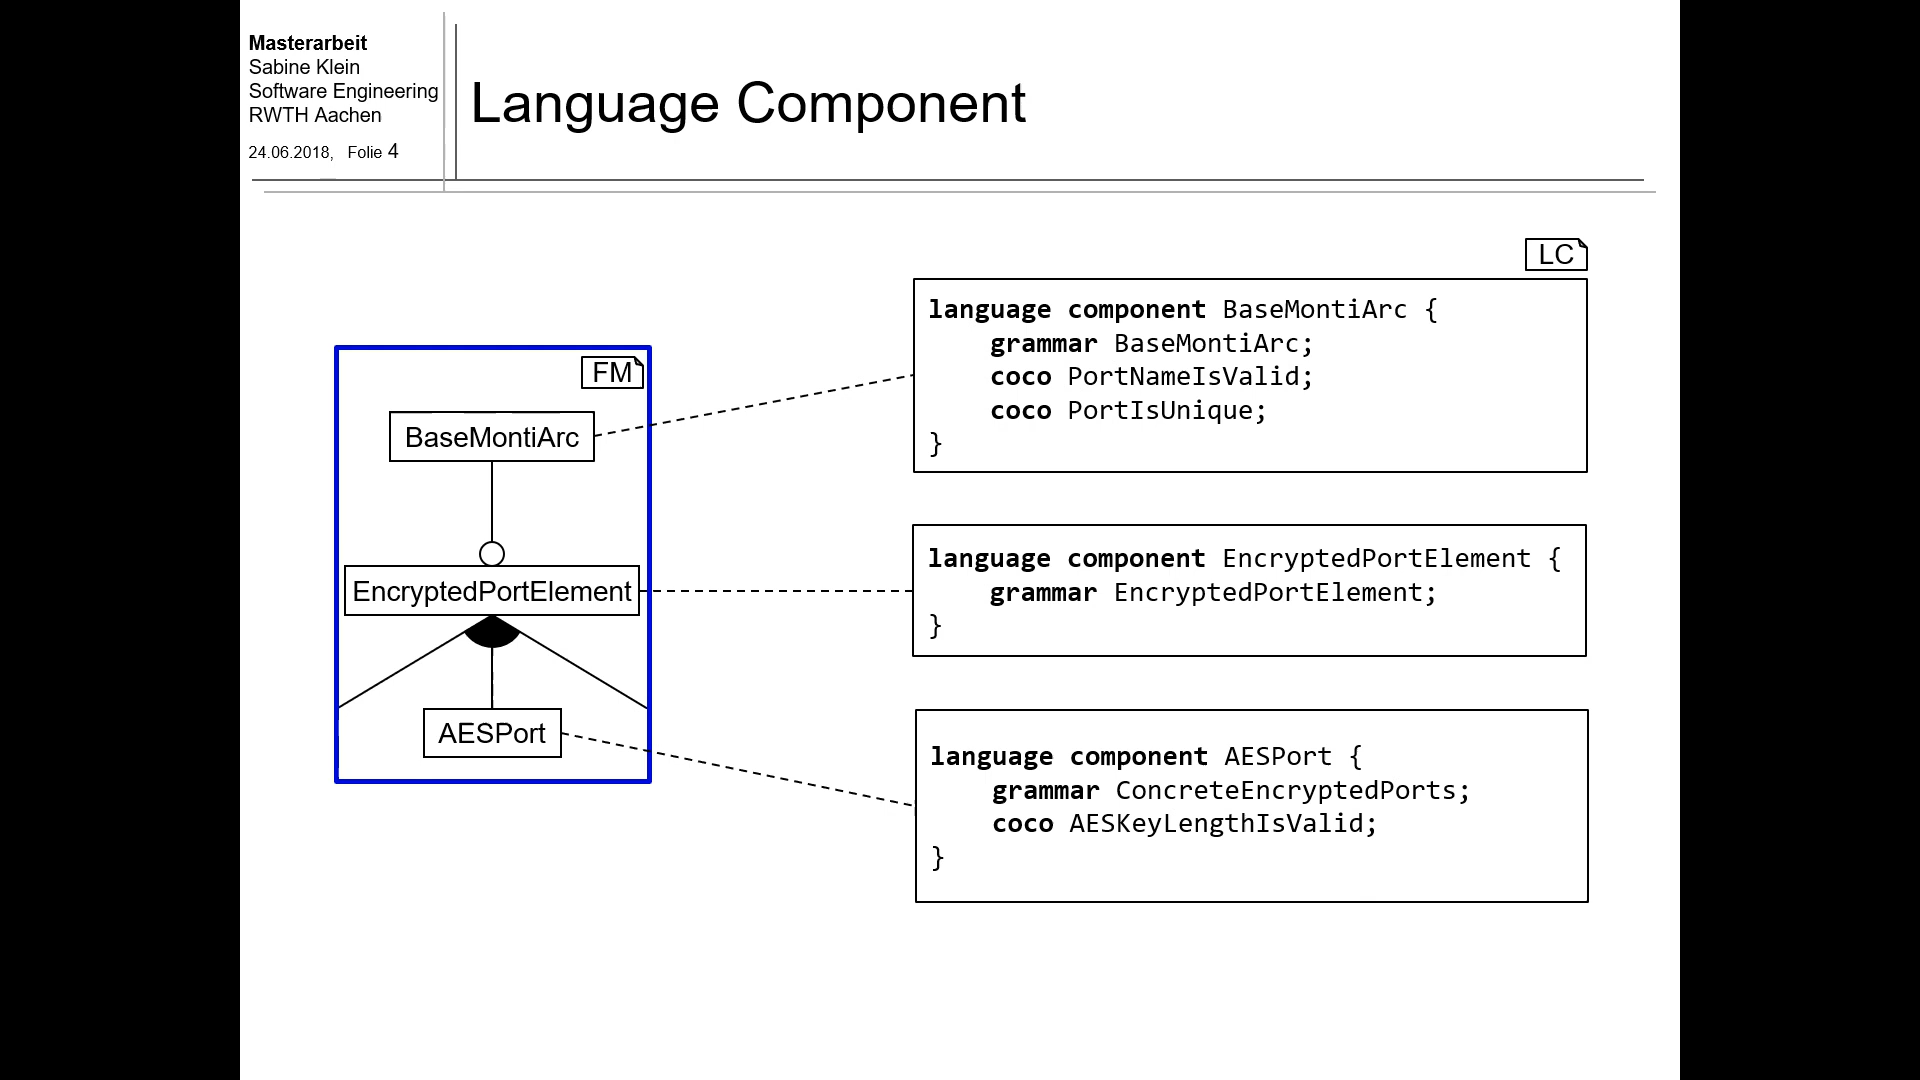 Masterarbeit
Sabine Klein
Software Engineering
RWTH Aachen
24.06.2018, Folie 4
Language Component
FM
BaseMontiArc
EncryptedPortElement
AESPort
LC
language component BaseMontiArc {
grammar BaseMontiArc;
coco PortNameIsValid;
coco PortIsUnique;
}
language component EncryptedPortElement {
grammar EncryptedPortElement;
}
language component AESPort {
grammar ConcreteEncryptedPorts;
coco AESKeyLengthIsValid;
}